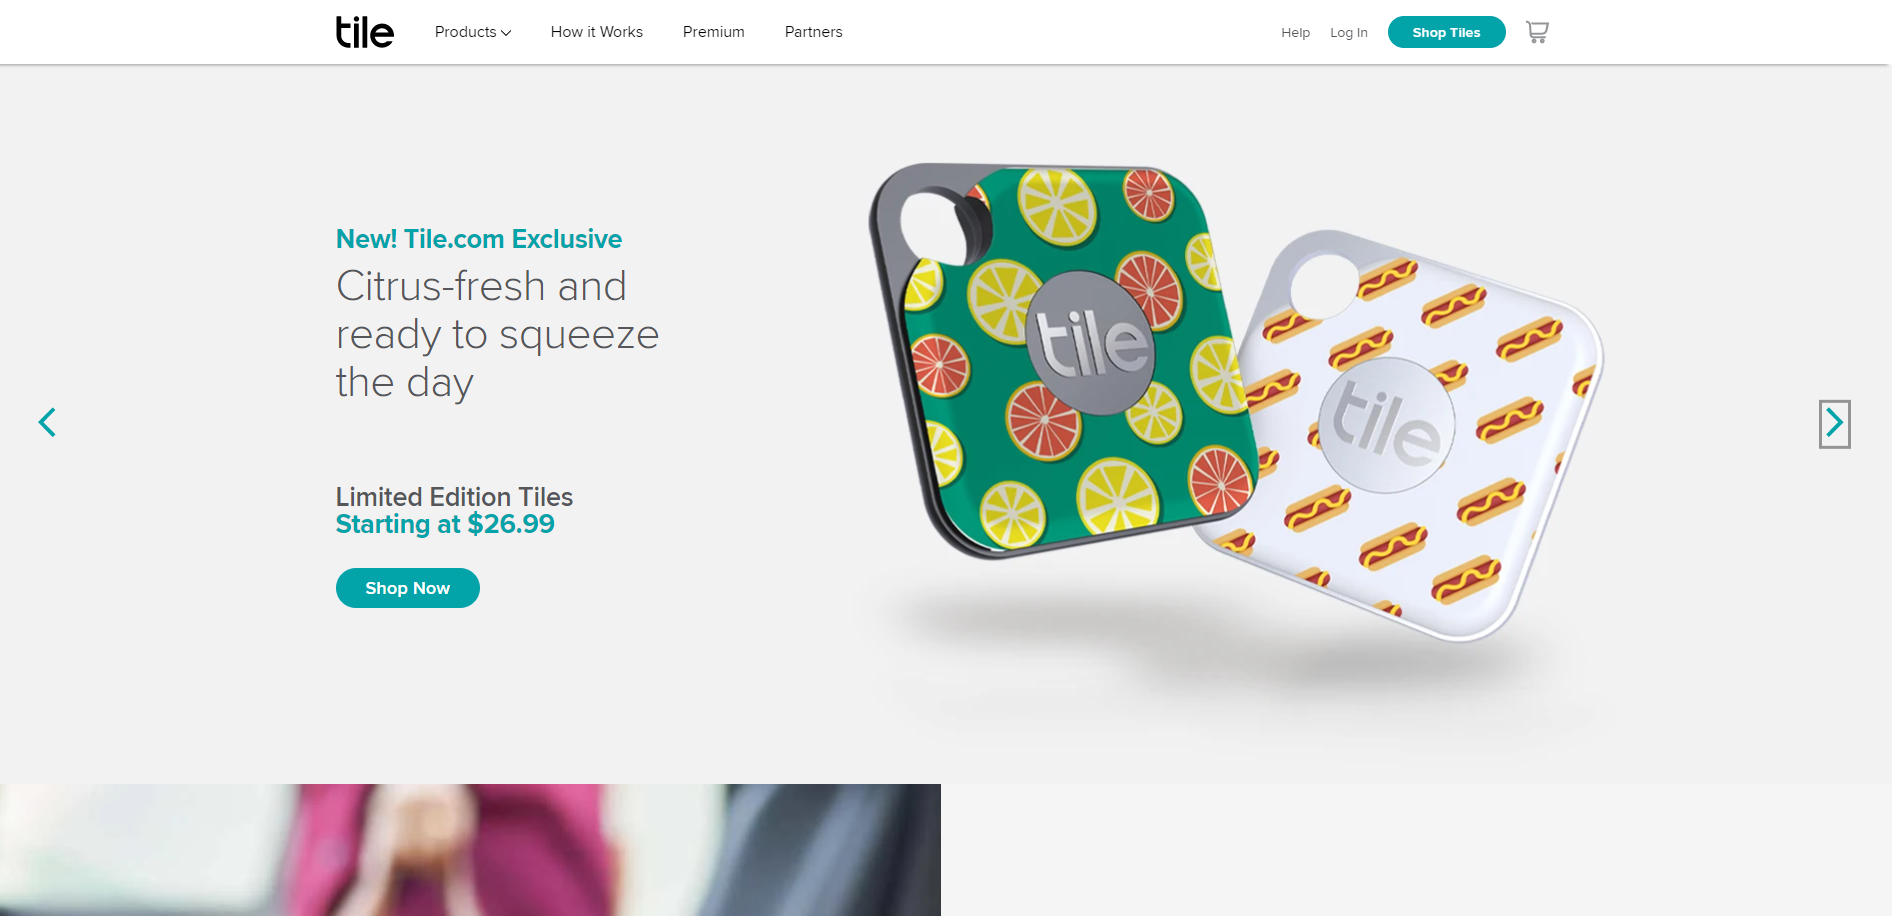 tile
Products
How it Works
Premium
Partners
Help
Log In
Shop Tiles
New! Tile.com Exclusive
Citrus-fresh and
ready to squeeze
the day
Limited Edition Tiles
Starting at $26.99
Shop Now
tile
tile